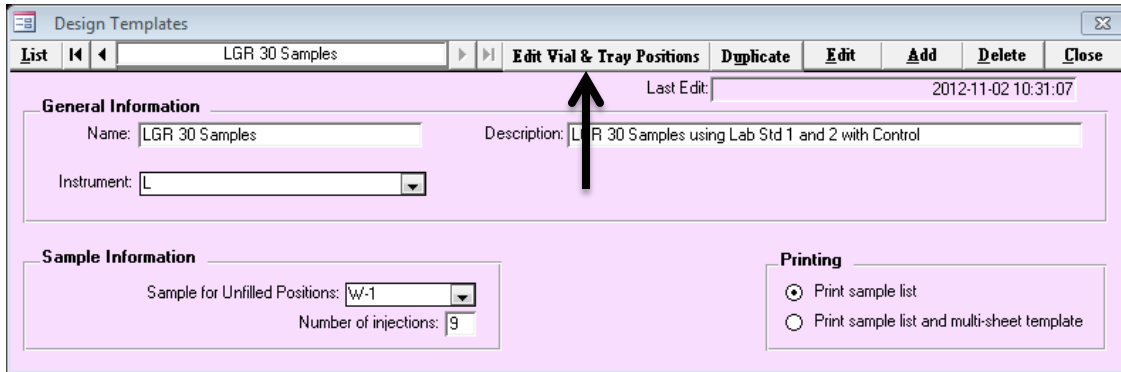 Design Templates
List LGR 30 Samples Edit Vial & Tray Positions Duplicate Edit Add Delete Close
Last Edit: 2012-11-02 10:31:07
General Information
Name: LGR 30 Samples Description: LGR 30 Samples using Lab Std 1 and 2 with Control
Instrument: L
Sample Information Printing
Sample for Unfilled Positions: W-1 Print sample list
Number of injections: 9 Print sample list and multi-sheet template